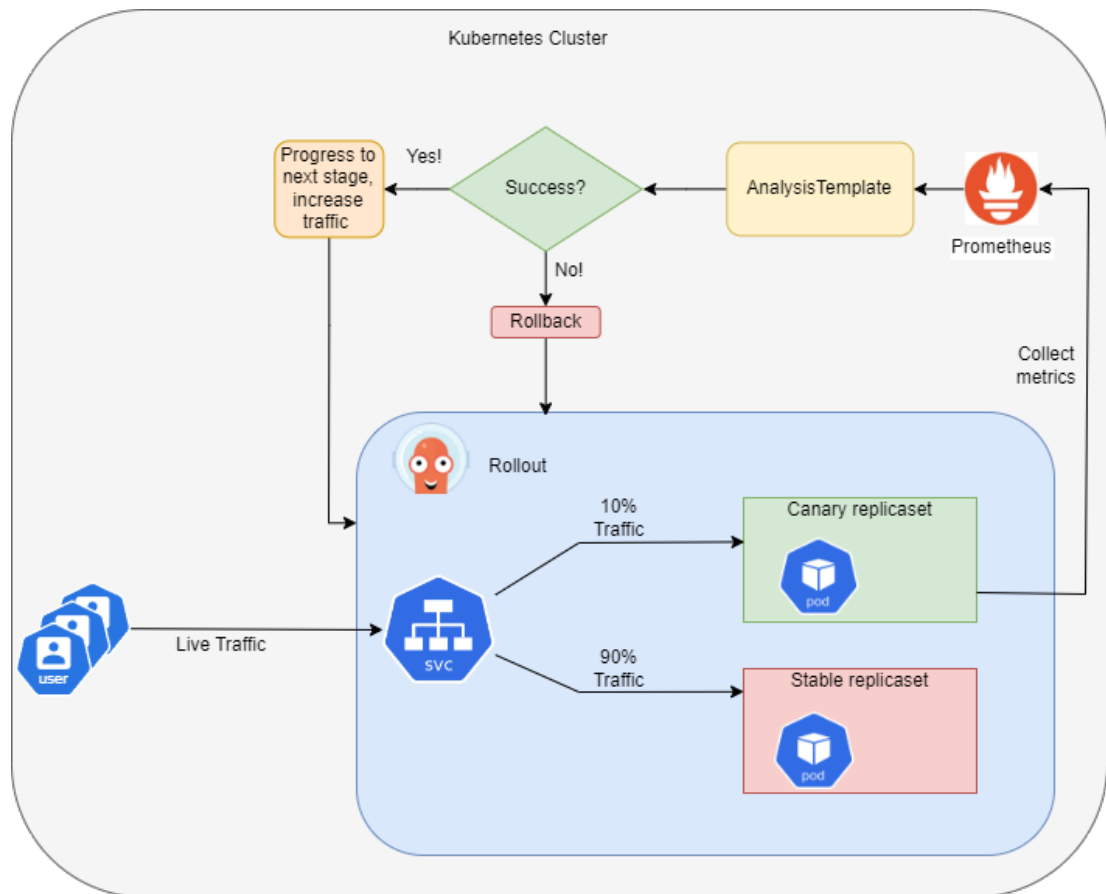 Kubernetes Cluster
Progress to
next stage,
increase
traffic
Yes!
Success?
AnalysisTemplate
Prometheus
No!
Rollback
Collect
metrics
Rollout
10%
Traffic
Canary replicaset
pod
user
Live Traffic
svc
90%
Traffic
Stable replicaset
pod